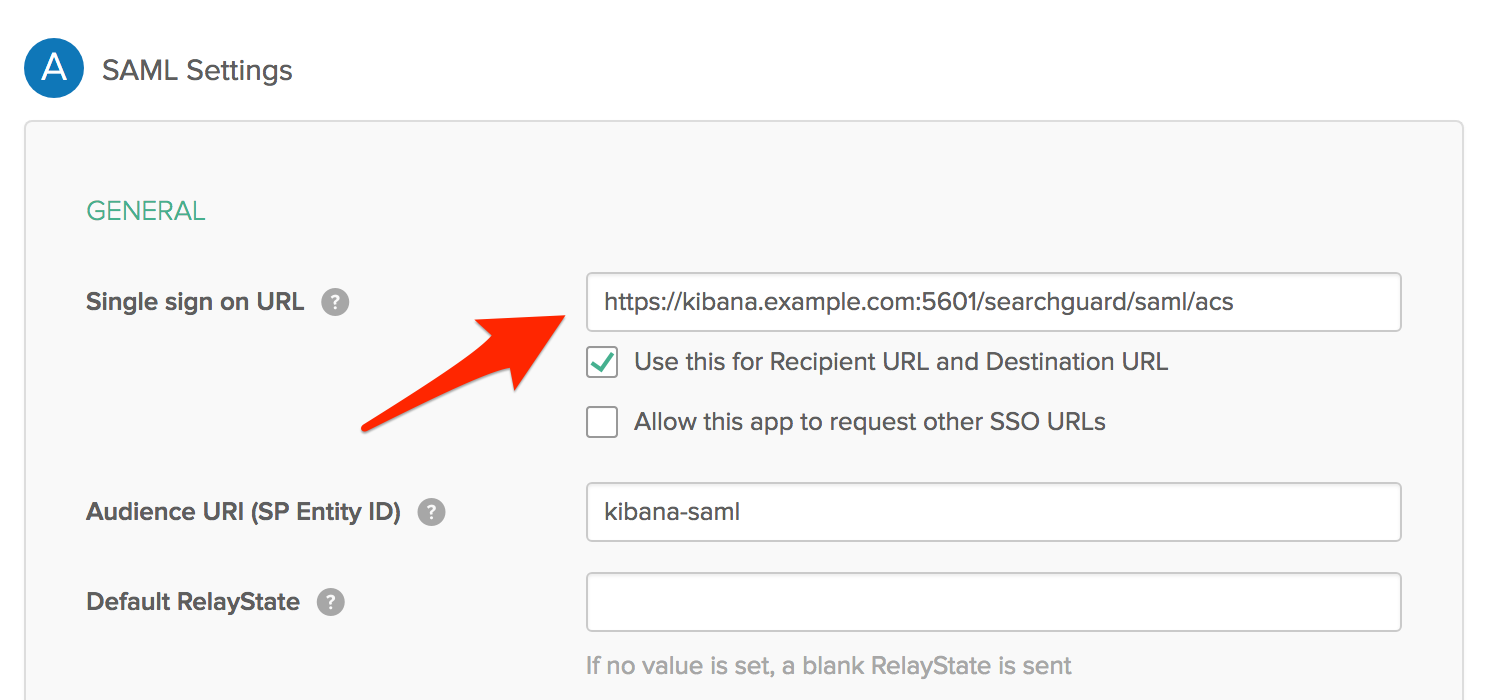 A
SAML Settings
GENERAL
Single sign on URL ?
https://kibana.example.com:5601/searchguard/saml/acs
Use this for Recipient URL and Destination URL
Allow this app to request other SSO URLs
Audience URI (SP Entity ID) ?
kibana-saml
Default RelayState ?
If no value is set, a blank RelayState is sent